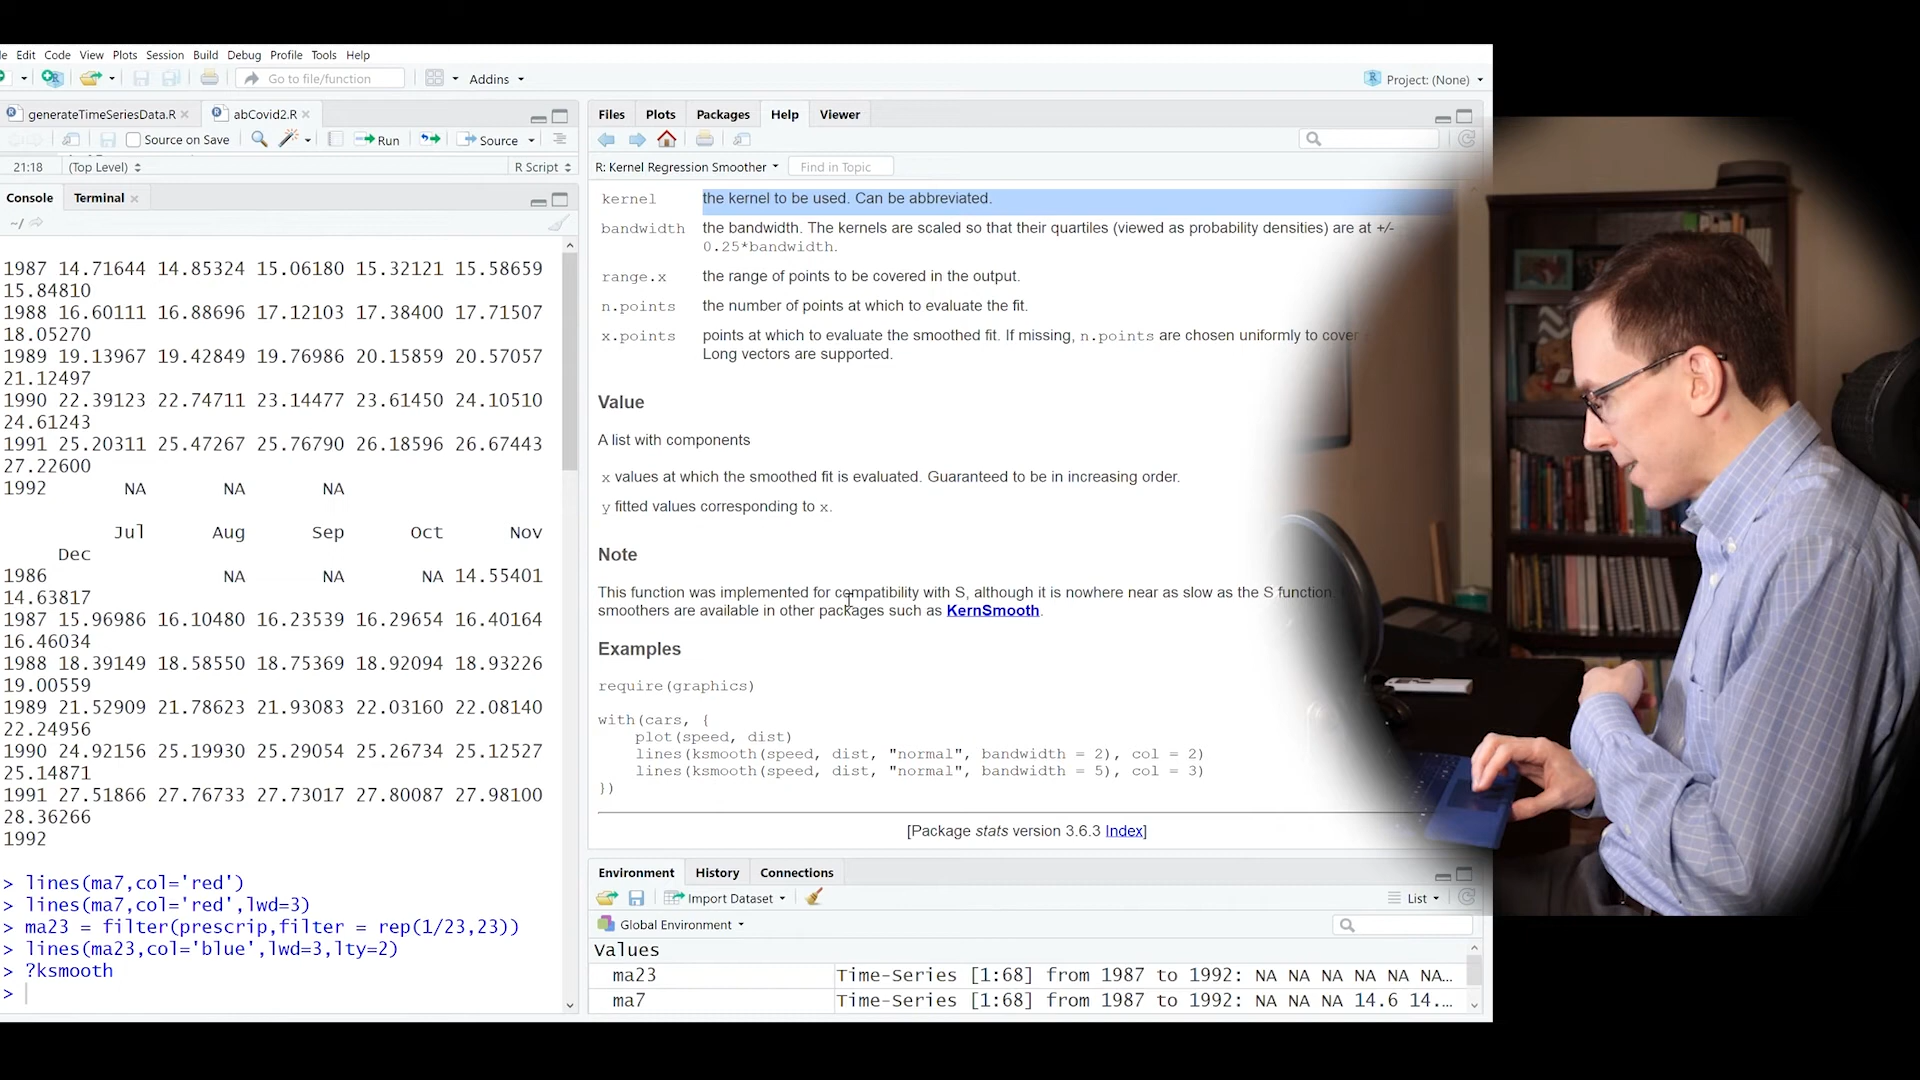 Edit Code View Plots Session Build Debug Profile Tools Help
Go to file/function Addins Project: (None)
generateTimeSeriesData.R abCovid2.R
Source on Save Run Source
21:18 (Top Level) R Script
Console Terminal
~/
1987 14.71644 14.85324 15.06180 15.32121 15.58659
15.84810
1988 16.60111 16.88696 17.12103 17.38400 17.71507
18.05270
1989 19.13967 19.42849 19.76986 20.15859 20.57057
21.12497
1990 22.39123 22.74711 23.14477 23.61450 24.10510
24.61243
1991 25.20311 25.47267 25.76790 26.18596 26.67443
27.22600
1992 NA NA NA
Jul Aug Sep Oct Nov
Dec
1986 NA NA NA 14.55401
14.63817
1987 15.96986 16.10480 16.23539 16.29654 16.40164
16.46034
1988 18.39149 18.58550 18.75369 18.92094 18.93226
19.00559
1989 21.52909 21.78623 21.93083 22.03160 22.08140
22.24956
1990 24.92156 25.19930 25.29054 25.26734 25.12527
25.14871
1991 27.51866 27.76733 27.73017 27.80087 27.98100
28.36266
1992
> lines(ma7,col='red')
> lines(ma7,col='red',lwd=3)
> ma23 = filter(prescrip,filter = rep(1/23,23))
> lines(ma23,col='blue',lwd=3,lty=2)
> ?ksmooth
>
Files Plots Packages Help Viewer
R: Kernel Regression Smoother Find in Topic
kernel the kernel to be used. Can be abbreviated.
bandwidth the bandwidth. The kernels are scaled so that their quartiles (viewed as probability densities) are at +/-
0.25*bandwidth.
range.x the range of points to be covered in the output.
n.points the number of points at which to evaluate the fit.
x.points points at which to evaluate the smoothed fit. If missing, n.points are chosen uniformly to cover
Long vectors are supported.
Value
A list with components
x values at which the smoothed fit is evaluated. Guaranteed to be in increasing order.
y fitted values corresponding to x.
Note
This function was implemented for compatibility with S, although it is nowhere near as slow as the S function.
smoothers are available in other packages such as KernSmooth.
Examples
require(graphics)
with(cars, {
plot(speed, dist)
lines(ksmooth(speed, dist, "normal", bandwidth = 2), col = 2)
lines(ksmooth(speed, dist, "normal", bandwidth = 5), col = 3)
})
[Package stats version 3.6.3 Index]
Environment History Connections
Import Dataset List
Global Environment
Values
ma23 Time-Series [1:68] from 1987 to 1992: NA NA NA NA NA NA…
ma7 Time-Series [1:68] from 1987 to 1992: NA NA NA 14.6 14.…